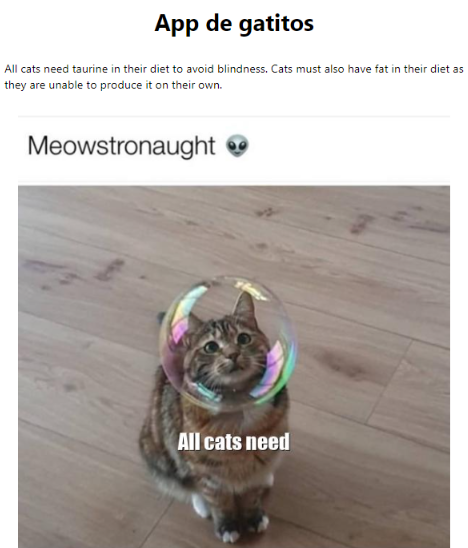 App de gatitos
All cats need taurine in their diet to avoid blindness. Cats must also have fat in their diet as
they are unable to produce it on their own.
Meowstronaught 👽
All cats need